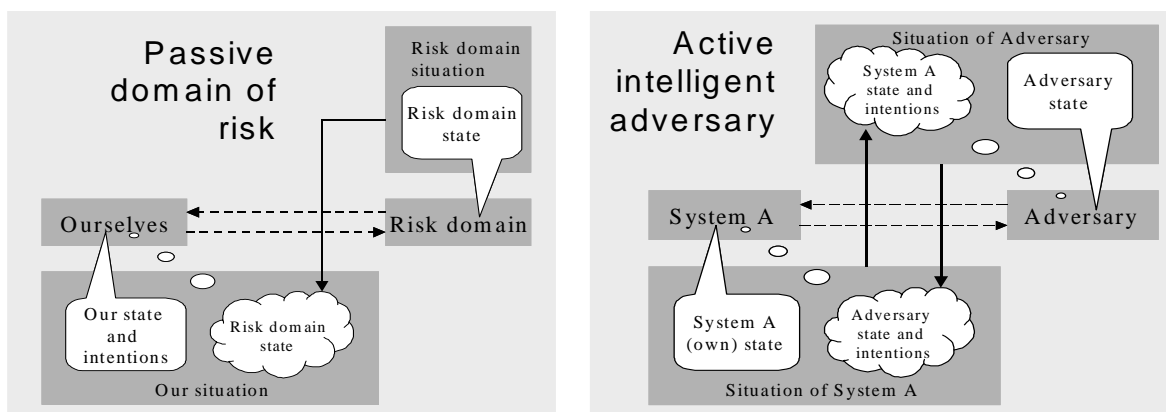 Passive
domain of
risk
Risk domain
situation
Risk domain
state
Ourselves
Risk domain
Our state
and
intentions
Risk domain
state
Our situation
Active
intelligent
adversary
Situation of Adversary
System A
state and
intentions
Adversary
state
System A
Adversary
System A
(own) state
Adversary
state and
intentions
Situation of System A